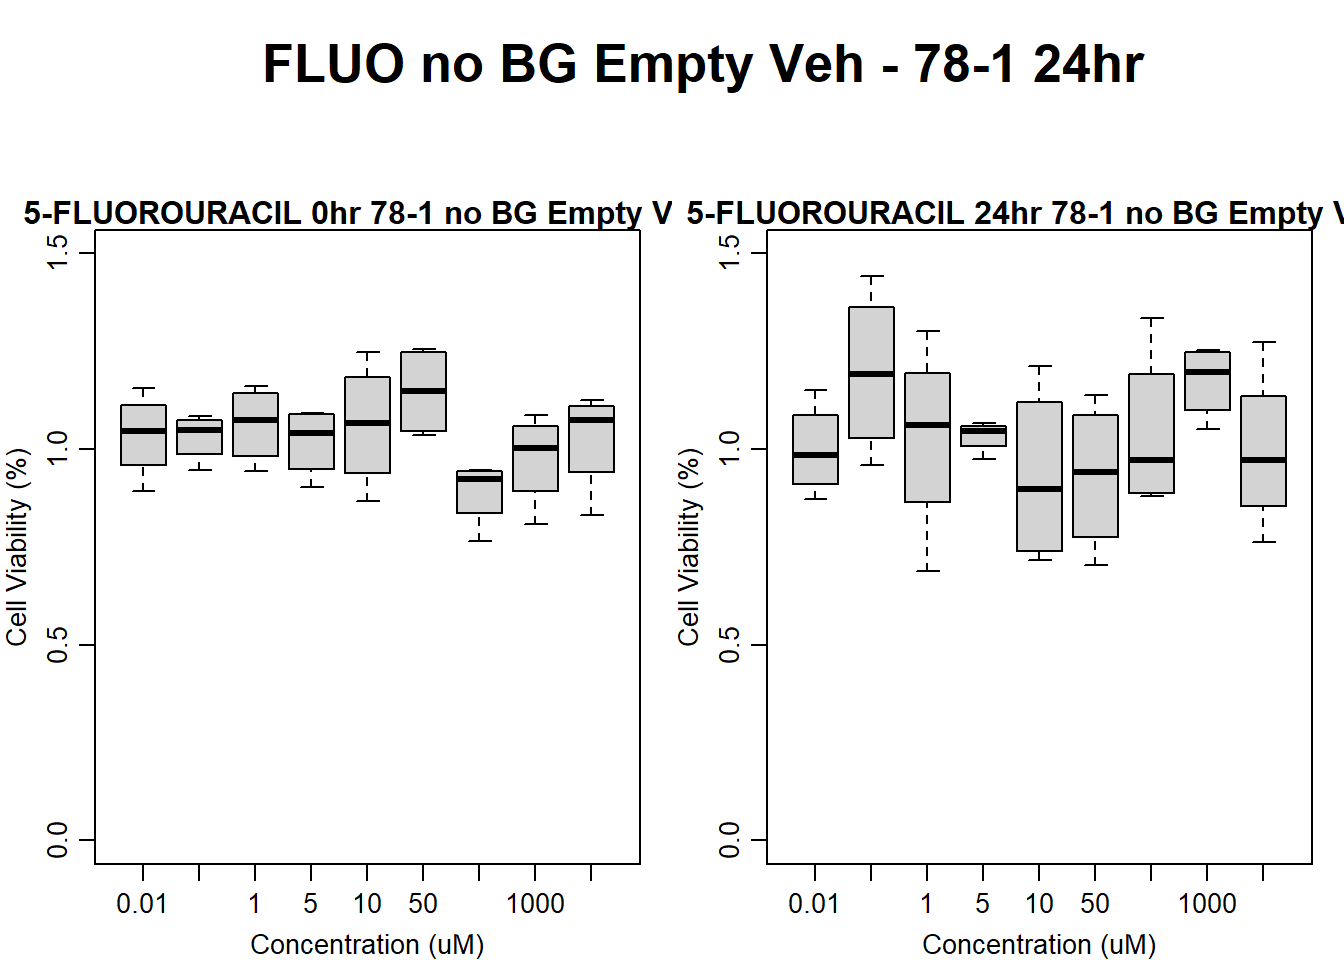 FLUO no BG Empty Veh - 78-1 24hr
5-FLUOROURACIL 0hr 78-1 no BG Empty V
1.5
1.0
0.5
0.0
Cell Viability (%)
0.01 1 5 10 50 1000
Concentration (uM)
5-FLUOROURACIL 24hr 78-1 no BG Empty V
1.5
1.0
0.5
0.0
Cell Viability (%)
0.01 1 5 10 50 1000
Concentration (uM)